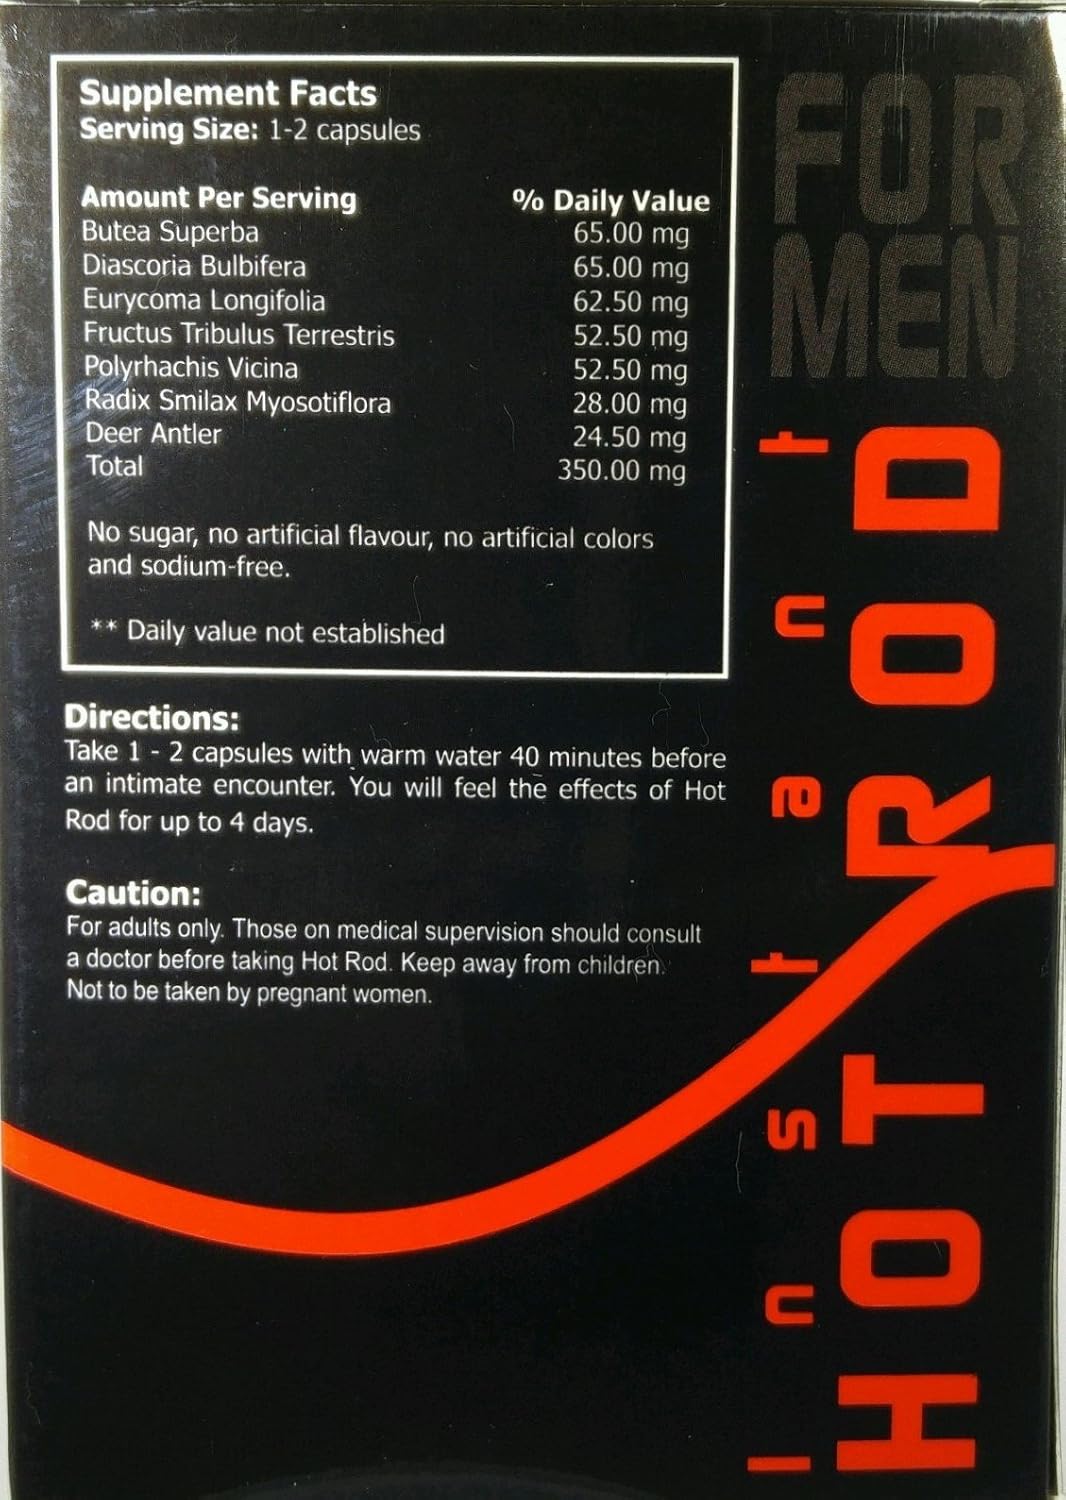 Supplement Facts
Serving Size: 1-2 capsules
Amount Per Serving % Daily Value
Butea Superba 65.00 mg
Diascoria Bulbifera 65.00 mg
Eurycoma Longifolia 62.50 mg
Fructus Tribulus Terrestris 52.50 mg
Polyrhachis Vicina 52.50 mg
Radix Smilax Myosotiflora 28.00 mg
Deer Antler 24.50 mg
Total 350.00 mg
No sugar, no artificial flavour, no artificial colors
and sodium-free.
** Daily value not established
Directions:
Take 1 - 2 capsules with warm water 40 minutes before
an intimate encounter. You will feel the effects of Hot
Rod for up to 4 days.
Caution:
For adults only. Those on medical supervision should consult
a doctor before taking Hot Rod. Keep away from children.
Not to be taken by pregnant women.
FOR
MEN
Instant
HOT ROD